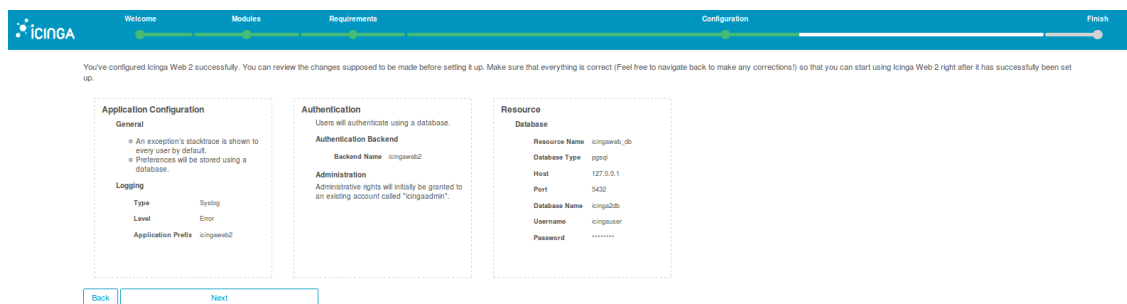 Welcome
Modules
Requirements
Configuration
Finish
iCINGA
You've configured Icinga Web 2 successfully. You can review the changes supposed to be made before setting it up. Make sure that everything is correct (Feel free to navigate back to make any corrections!) so that you can start using Icinga Web 2 right after it has successfully been set
up.
Application Configuration
General
An exception's stacktrace is shown to
every user by default.
Preferences will be stored using a
database.
Logging
Type Syslog
Level Error
Application Prefix icingaweb2
Authentication
Users will authenticate using a database.
Authentication Backend
Backend Name icingaweb2
Administration
Administrative rights will initially be granted to
an existing account called "icingaadmin".
Resource
Database
Resource Name icingaweb_db
Database Type pgsql
Host 127.0.0.1
Port 5432
Database Name icinga2db
Username icingauser
Password ********
Back
Next